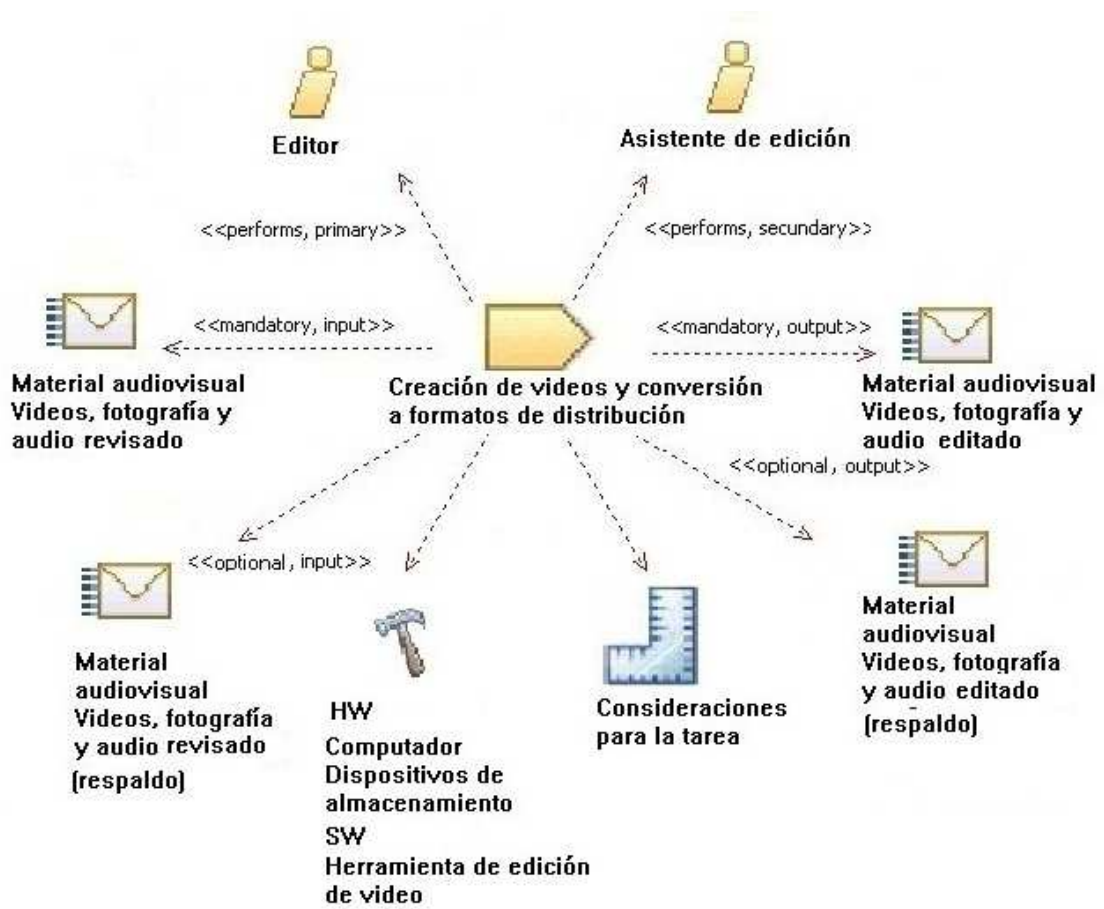 Editor
Asistente de edición
<<performs, primary>>
<<performs, secundary>>
<<mandatory, input>>
<<mandatory, output>>
Material audiovisual
Videos, fotografía y
audio revisado
Creación de videos y conversión
a formatos de distribución
Material audiovisual
Videos, fotografía y
audio editado
<<optional, output>>
<<optional, input>>
Material
audiovisual
Videos, fotografía
y audio revisado
(respaldo)
HW
Computador
Dispositivos de
almacenamiento
SW
Herramienta de edición
de video
Consideraciones
para la tarea
Material
audiovisual
Videos, fotografía
y audio editado
(respaldo)